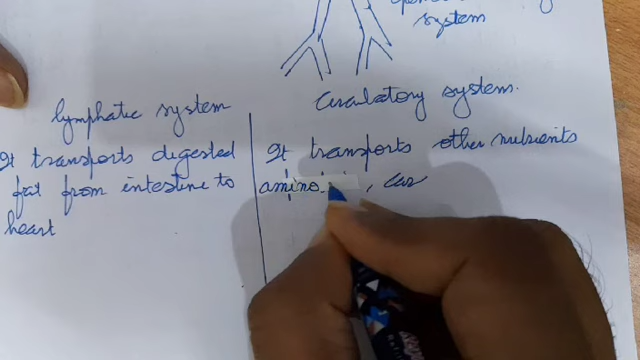 system
lymphatic system
Circulatory system.
It transports digested
fat from intestine to
heart
It transports other nutrients
amino